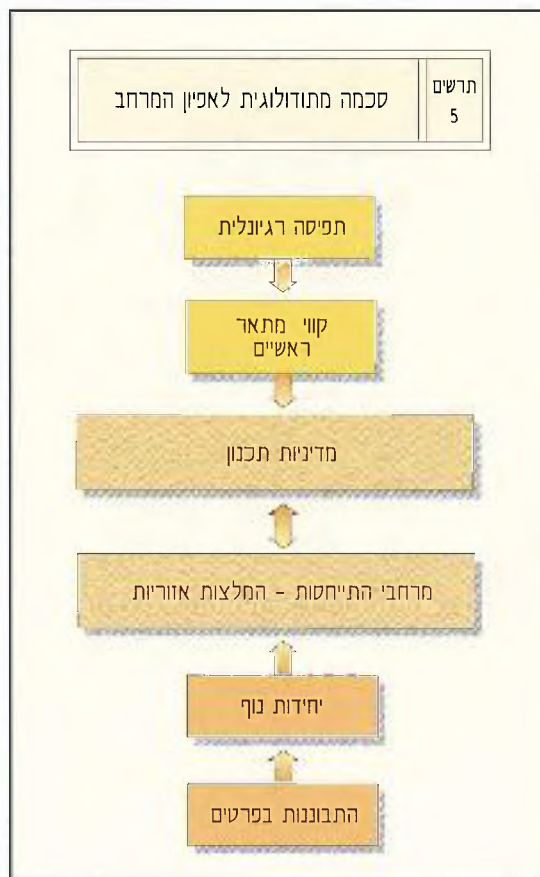 תרשים
5
סכמה מתודולוגית לאפיון המרחב
תפיסה רגיונלית
קווי מתאר
ראשיים
מדיניות תכנון
מרחבי התייחסות - המלצות אזוריות
יחידות נוף
התבוננות בפרטים